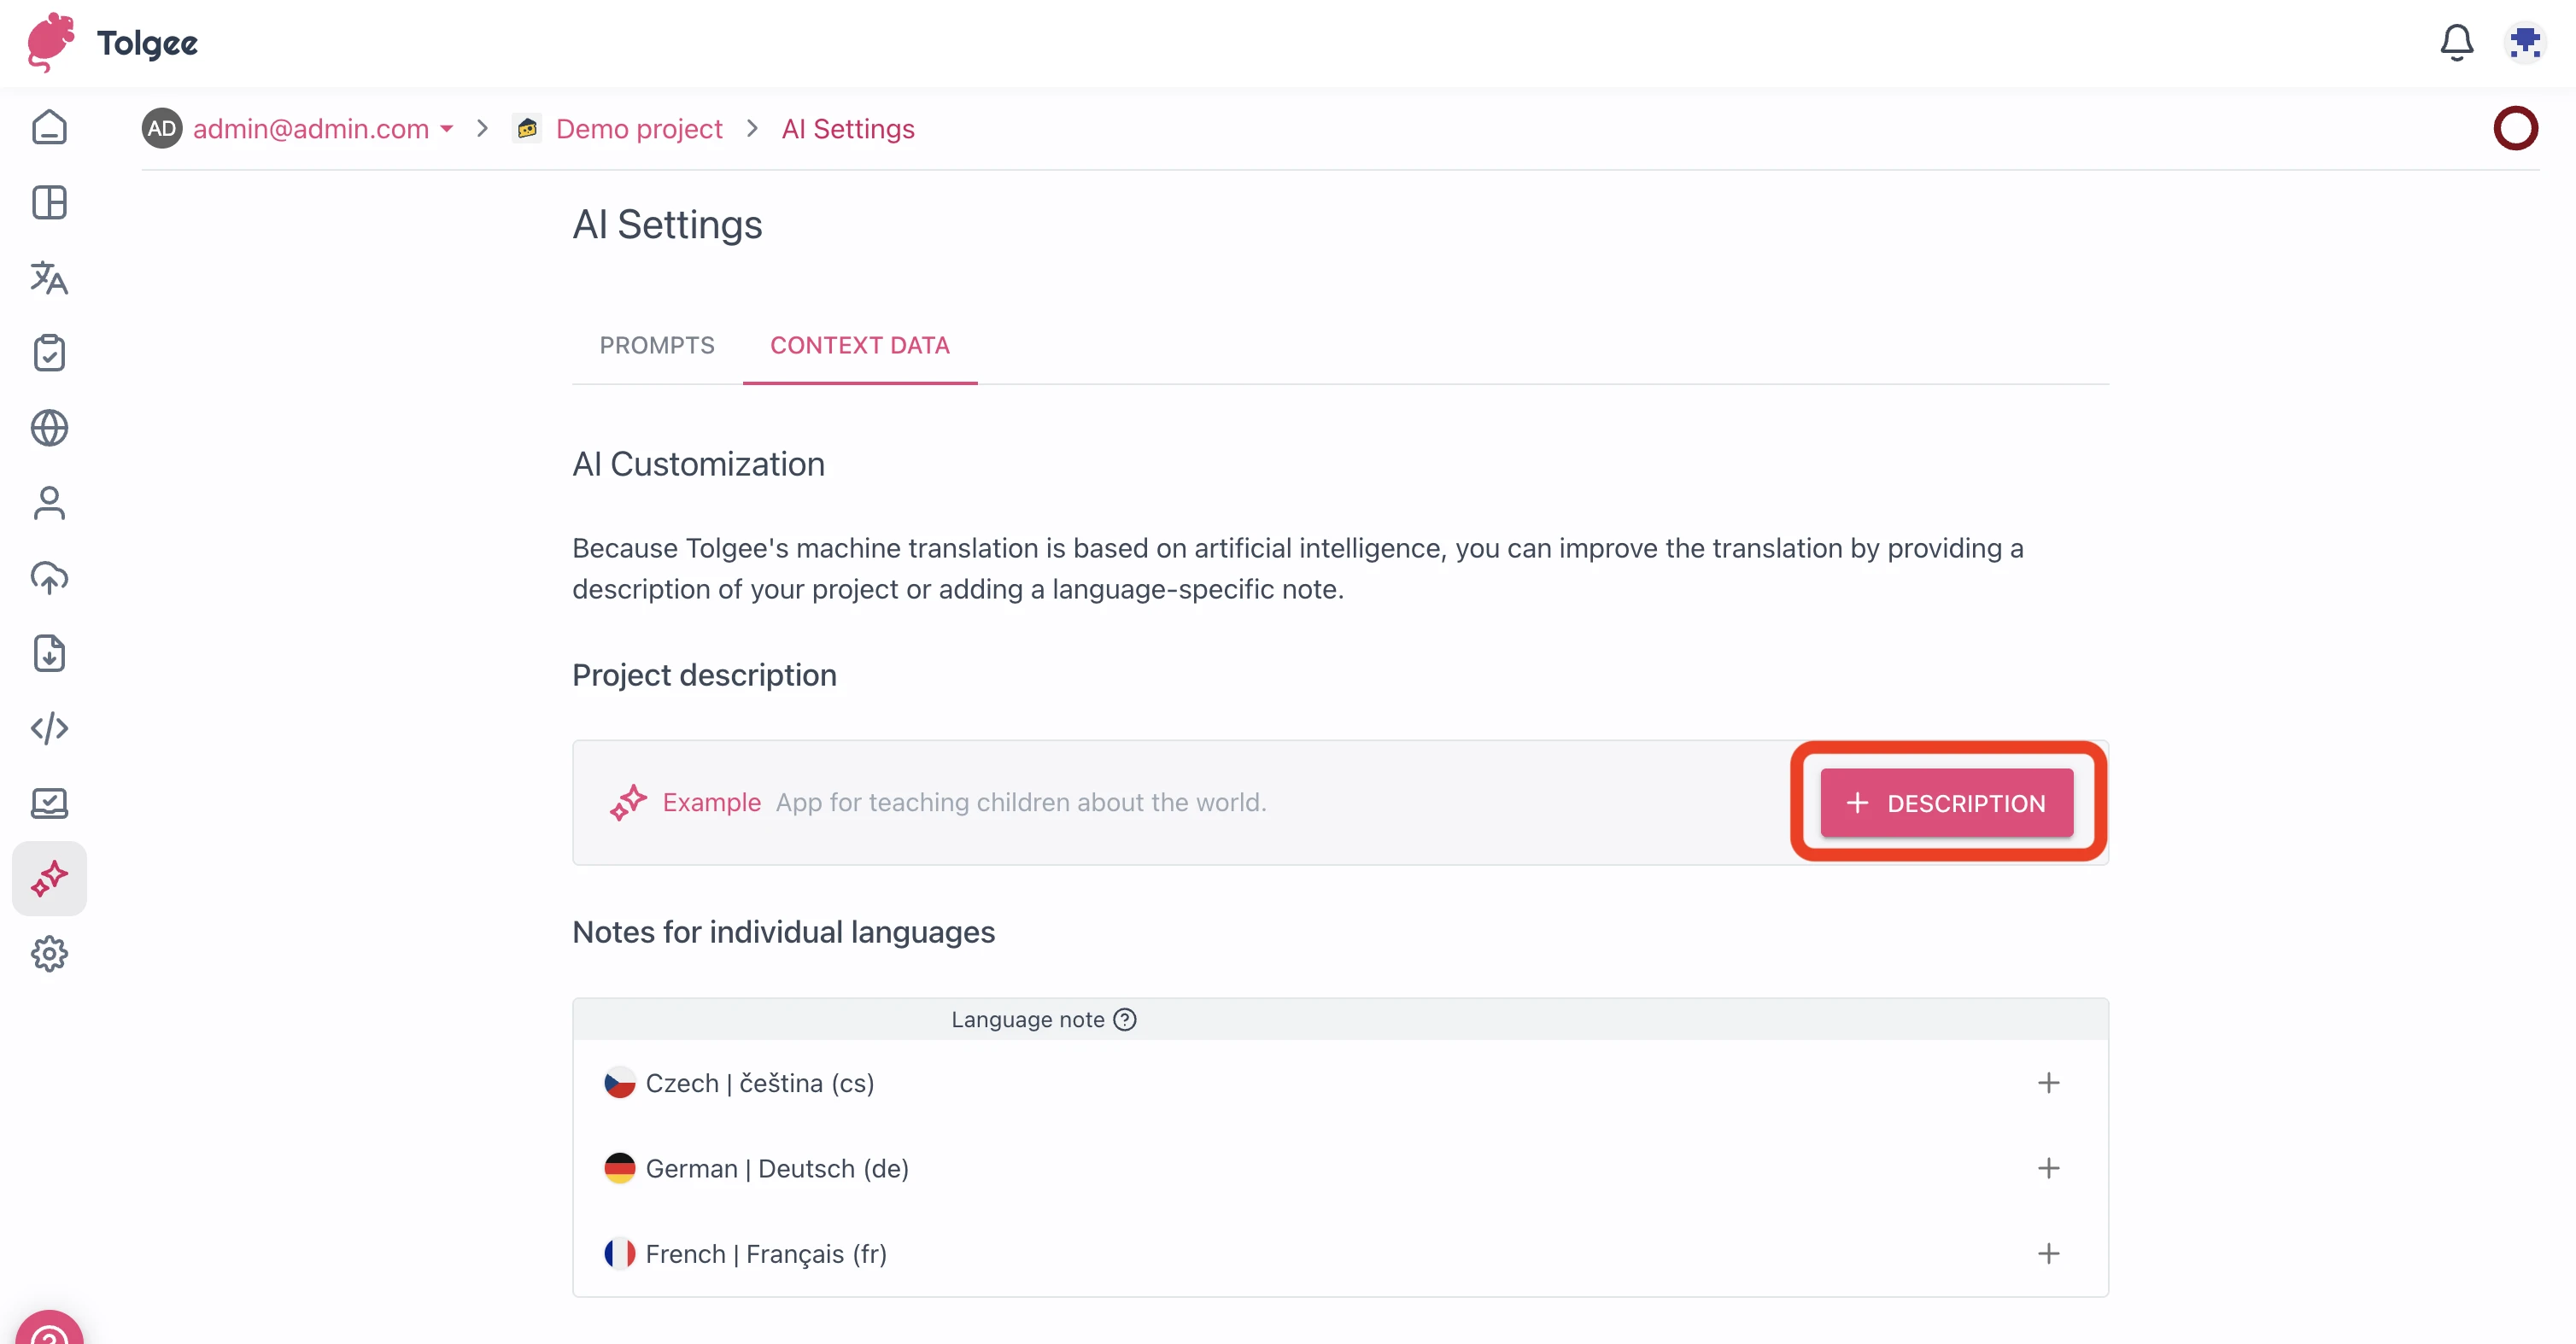 Tolgee
AD admin@admin.com > Demo project > AI Settings
AI Settings
PROMPTS CONTEXT DATA
AI Customization
Because Tolgee's machine translation is based on artificial intelligence, you can improve the translation by providing a
description of your project or adding a language-specific note.
Project description
Example App for teaching children about the world.
+ DESCRIPTION
Notes for individual languages
Language note ?
Czech | čeština (cs) +
German | Deutsch (de) +
French | Français (fr) +